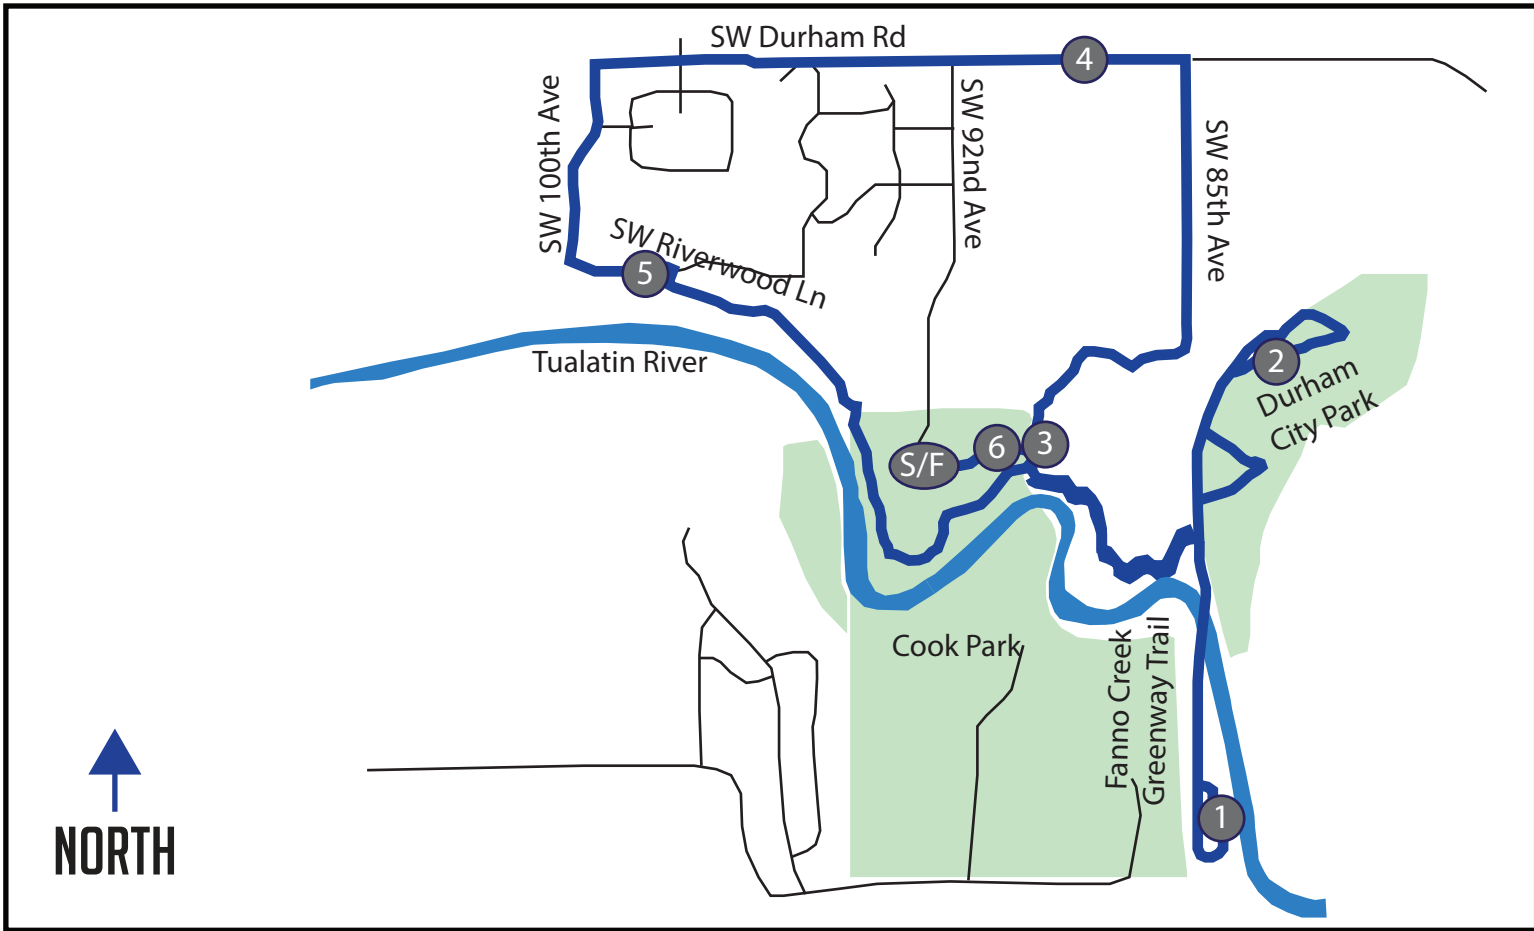 SW Durham Rd
4
SW 100th Ave
SW 92nd Ave
SW 85th Ave
SW Riverwood Ln
5
Tualatin River
2
Durham
City Park
S/F
6
3
Cook Park
Fanno Creek
Greenway Trail
1
NORTH